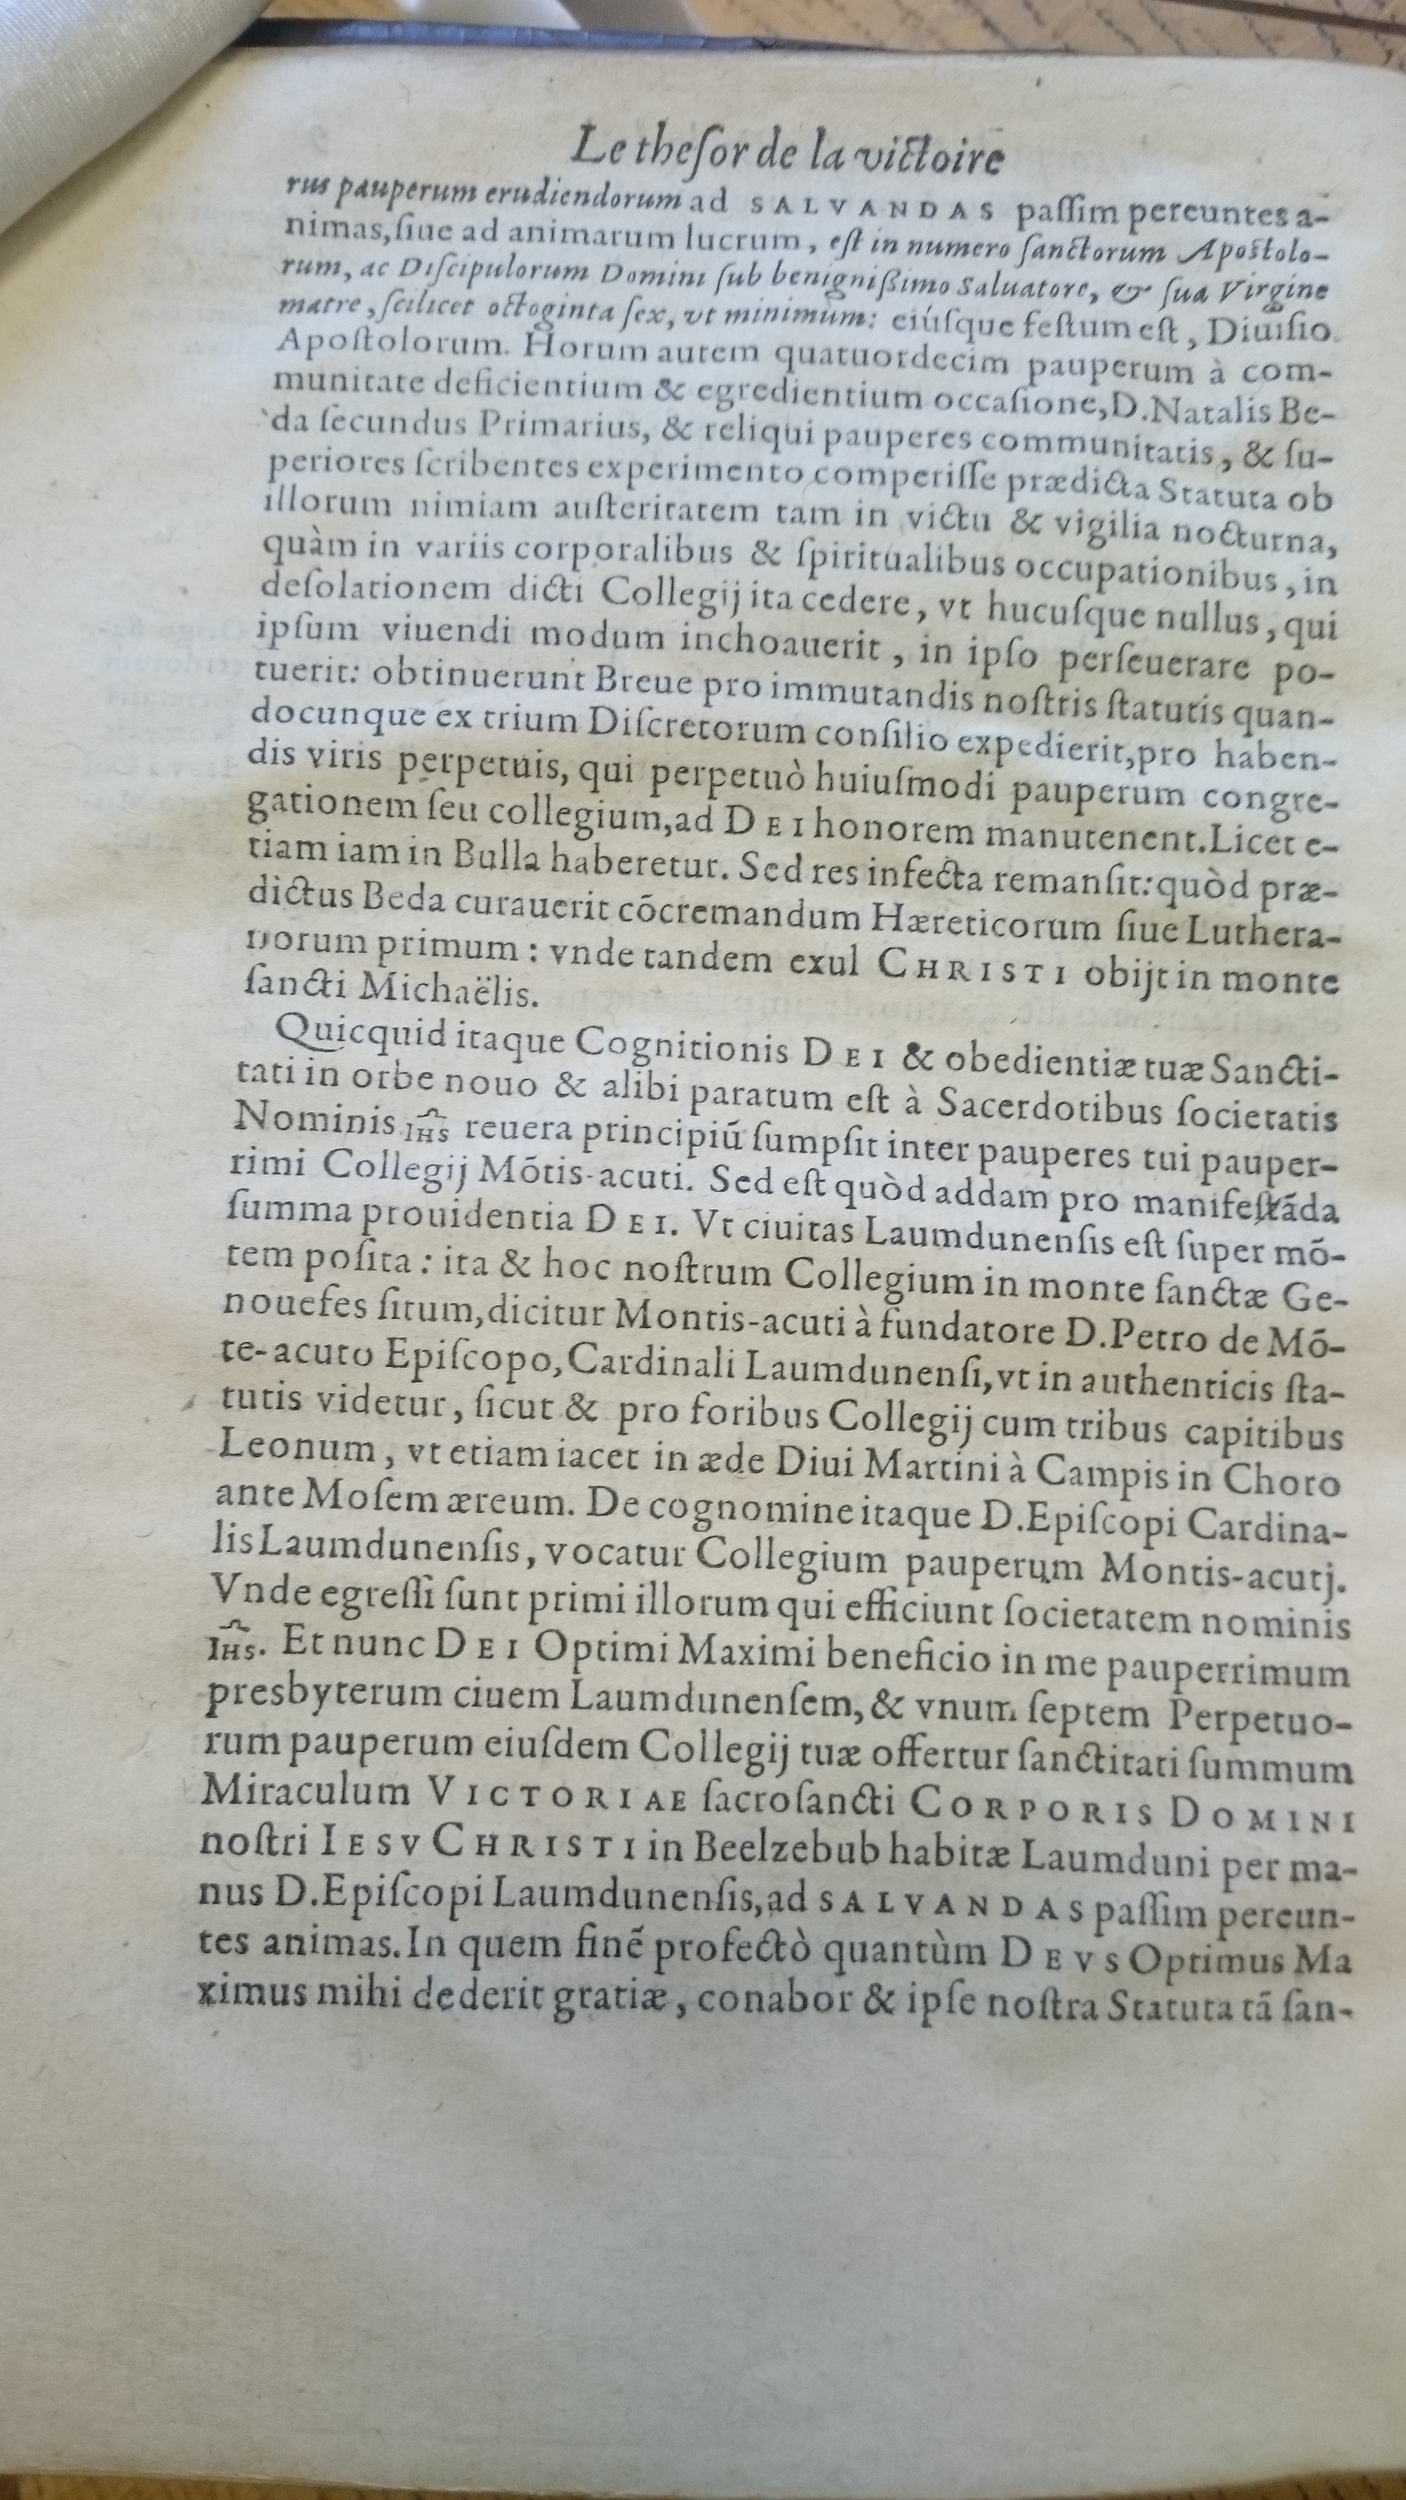 Le theſor de la victoire
rus pauperum erudiendorum ad SALVANDAS paſſim pereuntes a-
nimas, ſiue ad animarum lucrum, eſt in numero ſanctorum Apoſtolo-
rum, ac Diſcipulorum Domini ſub benignißimo Saluatore, & ſua Virgine
matre, ſcilicet octoginta ſex, vt minimùm: eiúſque feſtum eſt, Diuiſio
Apoſtolorum. Horum autem quatuordecim pauperum à com-
munitate deficientium & egredientium occaſione, D. Natalis Be-
da ſecundus Primarius, & reliqui pauperes communitatis, & ſu-
periores ſcribentes experimento comperiſſe prædicta Statuta ob
illorum nimiam auſteritatem tam in victu & vigilia nocturna,
quàm in variis corporalibus & ſpiritualibus occupationibus, in
deſolationem dicti Collegij ita cedere, vt hucuſque nullus, qui
ipſum viuendi modum inchoauerit, in ipſo perſeuerare po-
tuerit: obtinuerunt Breue pro immutandis noſtris ſtatutis quan-
docunque ex trium Diſcretorum conſilio expedierit, pro haben-
dis viris perpetuis, qui perpetuò huiuſmodi pauperum congre-
gationem ſeu collegium, ad DEI honorem manutenent. Licet e-
tiam iam in Bulla haberetur. Sed res infecta remanſit: quòd præ-
dictus Beda curauerit cõcremandum Hæreticorum ſiue Luthera-
norum primum: vnde tandem exul CHRISTI obijt in monte
ſancti Michaëlis.
Quicquid itaque Cognitionis DEI & obedientiæ tuæ Sancti-
tati in orbe nouo & alibi paratum eſt à Sacerdotibus ſocietatis
Nominis IHS reuera principiũ ſumpſit inter pauperes tui pauper-
rimi Collegij Mõtis-acuti. Sed eſt quòd addam pro manifeſtãda
ſumma prouidentia DEI. Vt ciuitas Laumdunenſis eſt ſuper mõ-
tem poſita: ita & hoc noſtrum Collegium in monte ſanctæ Ge-
nouefes ſitum, dicitur Montis-acuti à fundatore D. Petro de Mõ-
te-acuto Epiſcopo, Cardinali Laumdunenſi, vt in authenticis ſta-
tutis videtur, ſicut & pro foribus Collegij cum tribus capitibus
Leonum, vt etiam iacet in æde Diui Martini à Campis in Choro
ante Moſem æreum. De cognomine itaque D. Epiſcopi Cardina-
lis Laumdunenſis, vocatur Collegium pauperum Montis-acutj.
Vnde egreſſi ſunt primi illorum qui efficiunt ſocietatem nominis
IHS. Et nunc DEI Optimi Maximi beneficio in me pauperrimum
presbyterum ciuem Laumdunenſem, & vnum ſeptem Perpetuo-
rum pauperum eiuſdem Collegij tuæ offertur ſanctitati ſummum
Miraculum VICTORIAE ſacroſancti CORPORIS DOMINI
noſtri IESV CHRISTI in Beelzebub habitæ Laumduni per ma-
nus D. Epiſcopi Laumdunenſis, ad SALVANDAS paſſim pereun-
tes animas. In quem finẽ profectò quantùm DEVS Optimus Ma
ximus mihi dederit gratiæ, conabor & ipſe noſtra Statuta tã ſan-